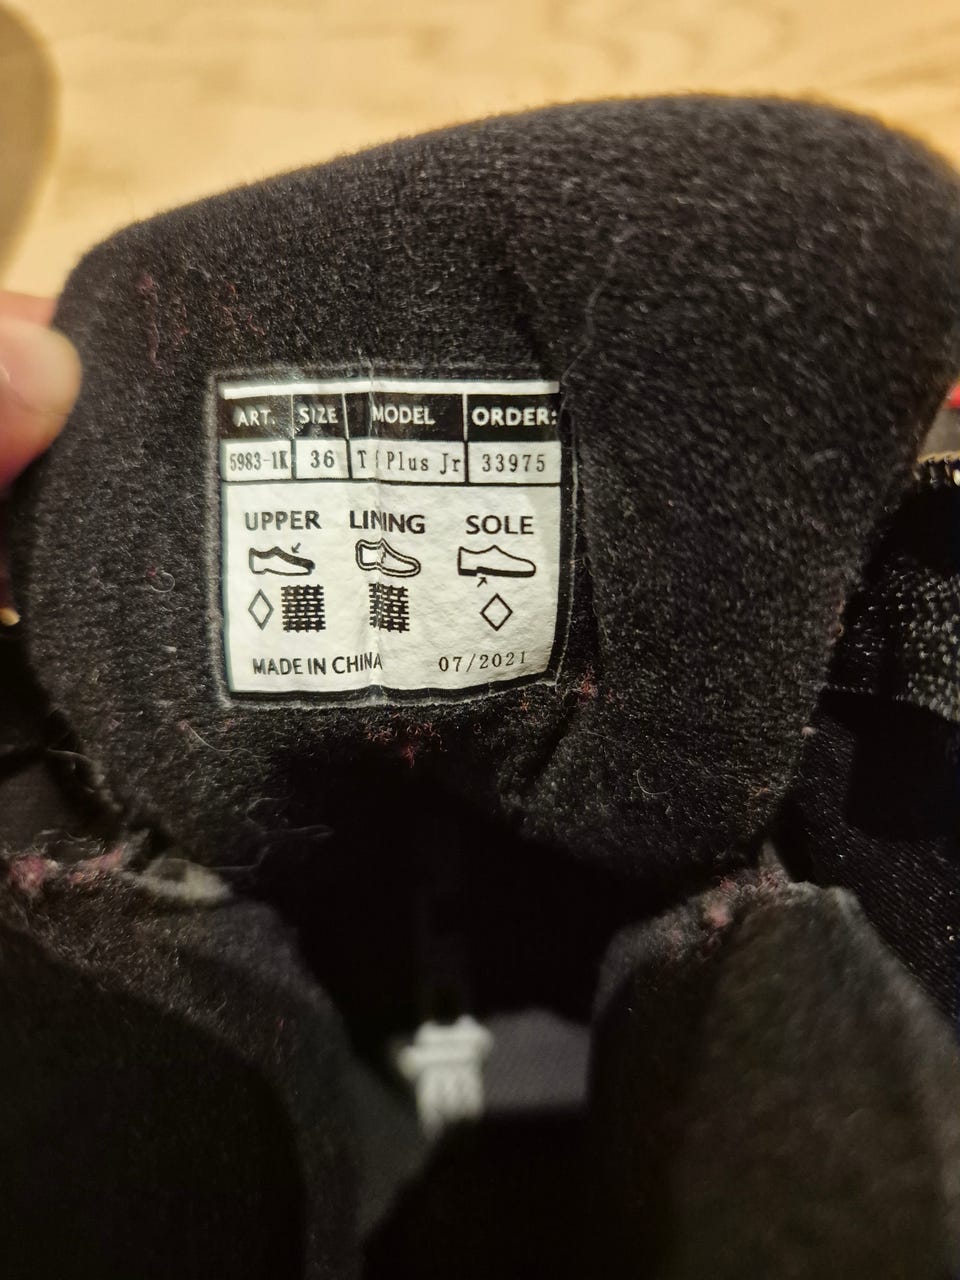 ART. SIZE MODEL ORDER:
5983-1K 36 T Plus Jr 33975
UPPER LINING SOLE
MADE IN CHINA 07/2021